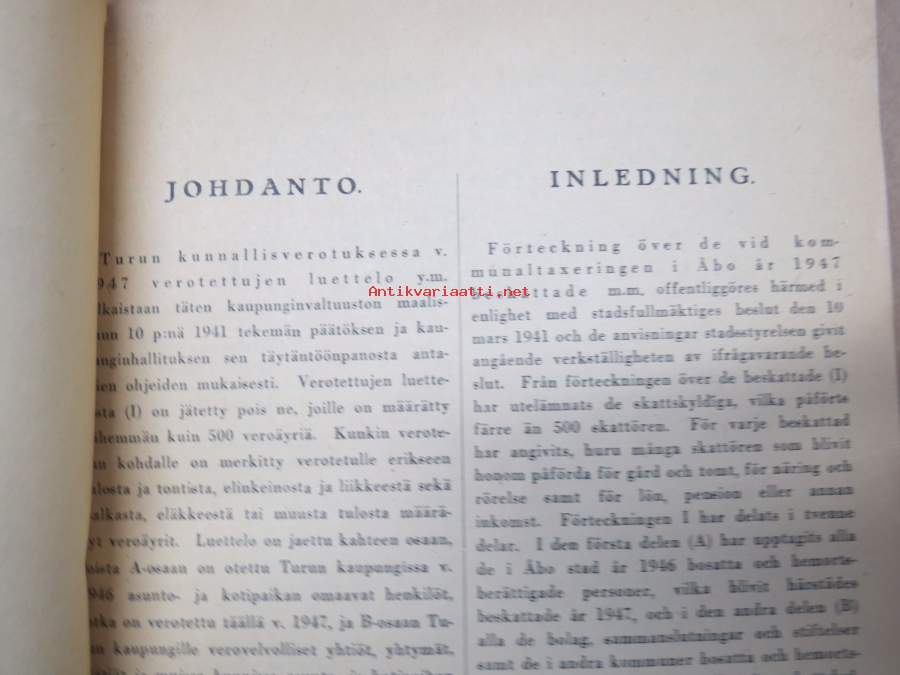 JOHDANTO.
Turun kunnallisverotuksessa v.
947 verotettujen luettelo y.m.
lkaistaan täten kaupunginvaltuuston maalis-
uun 10 p:nä 1941 tekemän päätöksen ja kau-
unginhallituksen sen täytäntöönpanosta anta-
ien ohjeiden mukaisesti. Verotettujen luette-
sta (I) on jätetty pois ne, joille on määrätty
ähemmän kuin 500 veroäyriä. Kunkin verote-
un kohdalle on merkitty verotetulle erikseen
alosta ja tontista, elinkeinosta ja liikkeestä sekä
alkasta, eläkkeestä tai muusta tulosta määrä-
yt veroäyrit. Luettelo on jaettu kahteen osaan,
oista A-osaan on otettu Turun kaupungissa v.
946 asunto- ja kotipaikan omaavat henkilöt,
otka on verotettu täällä v. 1947, ja B-osaan Tu-
un kaupungille verovelvolliset yhtiöt, yhtymät,
INLEDNING.
Förteckning över de vid kom-
munaltaxeringen i Åbo år 1947
beskattade m.m. offentliggöres härmed i
enlighet med stadsfullmäktiges beslut den 10
mars 1941 och de anvisningar stadsstyrelsen givit
angående verkställigheten av ifrågavarande be-
slut. Från förteckningen över de beskattade (I)
har utelämnats de skattskyldiga, vilka påförts
färre än 500 skattören. För varje beskattad
har angivits, huru många skattören som blivit
honom påförda för gård och tomt, för näring och
rörelse samt för lön, pension eller annan
inkomst. Förteckningen I har delats i tvenne
delar. I den första delen (A) har upptagits alla
de i Åbo stad år 1946 bosatta och hemorts-
berättigade personer, vilka blivit härstädes
beskattade år 1947, och i den andra delen (B)
alla de bolag, sammanslutningar och stiftelser
samt de i andra kommuner bosatta och hemorts-
Antikvariaatti.net